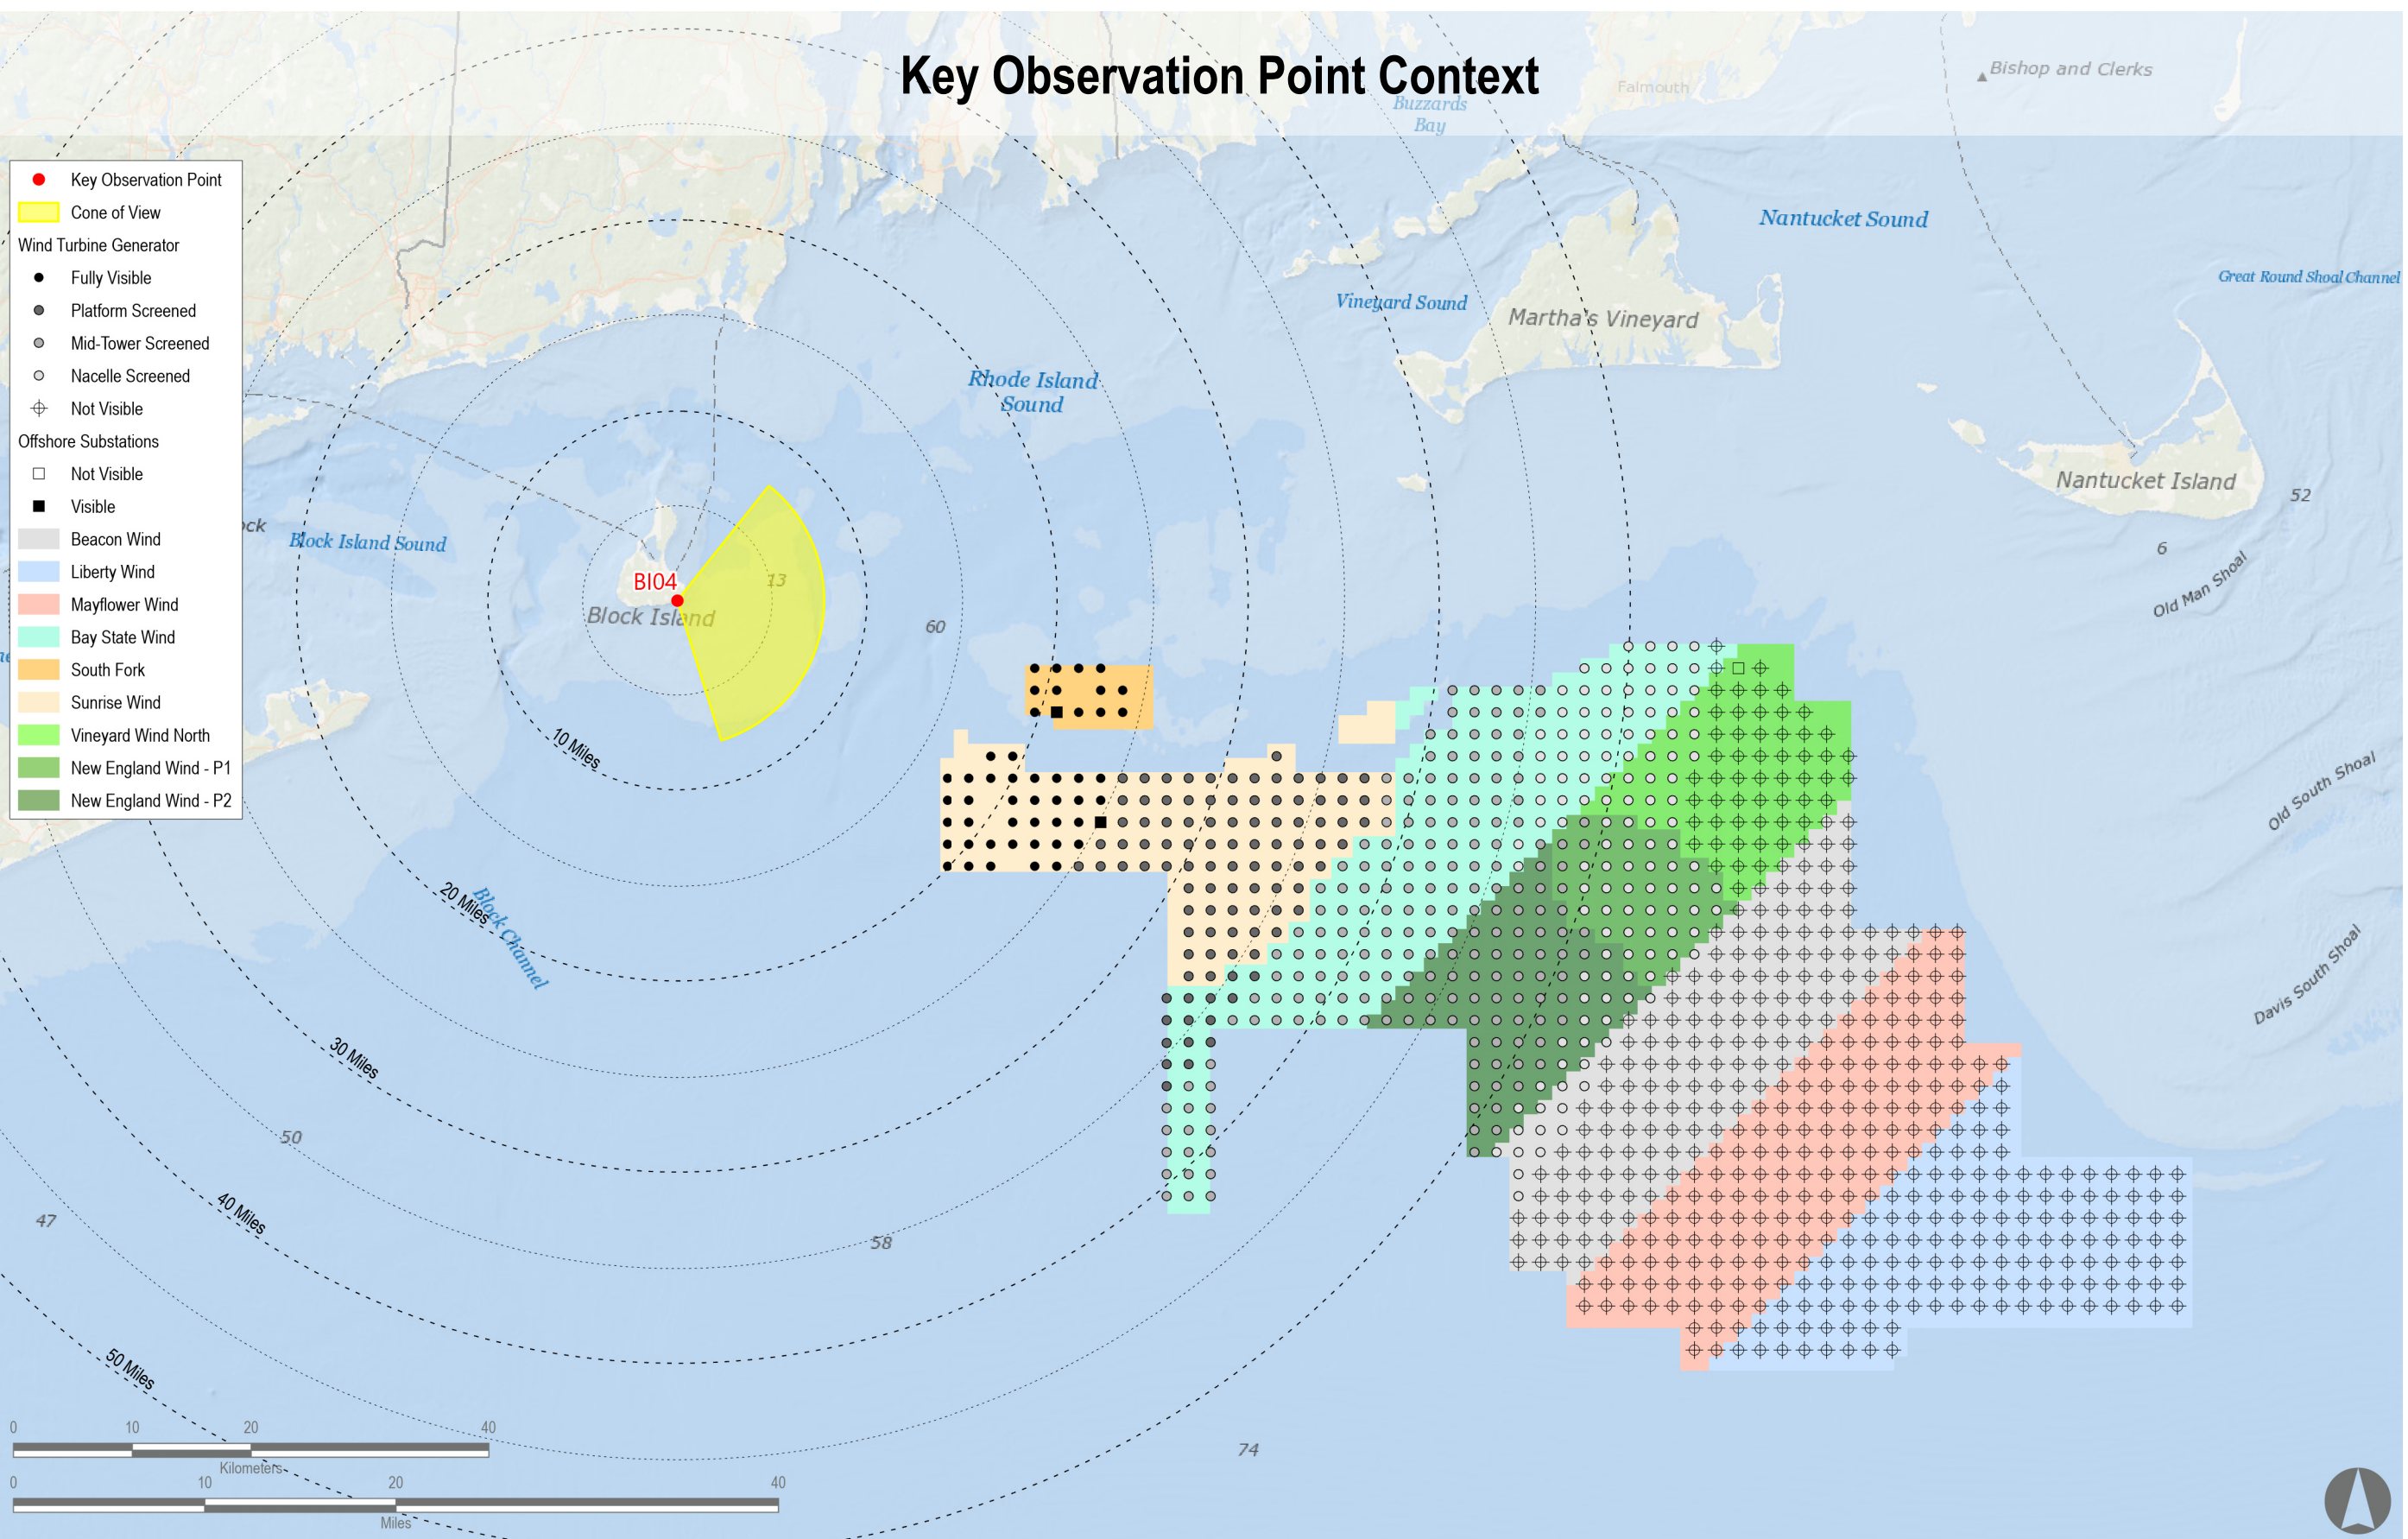 Key Observation Point Context
Bishop and Clerks
Falmouth
Buzzards
Bay
Key Observation Point
Cone of View
Wind Turbine Generator
Fully Visible
Platform Screened
Mid-Tower Screened
Nacelle Screened
Not Visible
Offshore Substations
Not Visible
Visible
Beacon Wind
Liberty Wind
Mayflower Wind
Bay State Wind
South Fork
Sunrise Wind
Vineyard Wind North
New England Wind - P1
New England Wind - P2
Nantucket Sound
Great Round Shoal Channel
Vineyard Sound
Martha's Vineyard
Rhode Island
Sound
Nantucket Island
52
6
Old Man Shoal
Block Island Sound
BI04
13
Block Island
60
10 Miles
20 Miles
Block Channel
30 Miles
40 Miles
50 Miles
Old South Shoal
Davis South Shoal
50
47
58
74
0 10 20 40
Kilometers
0 10 20 40
Miles